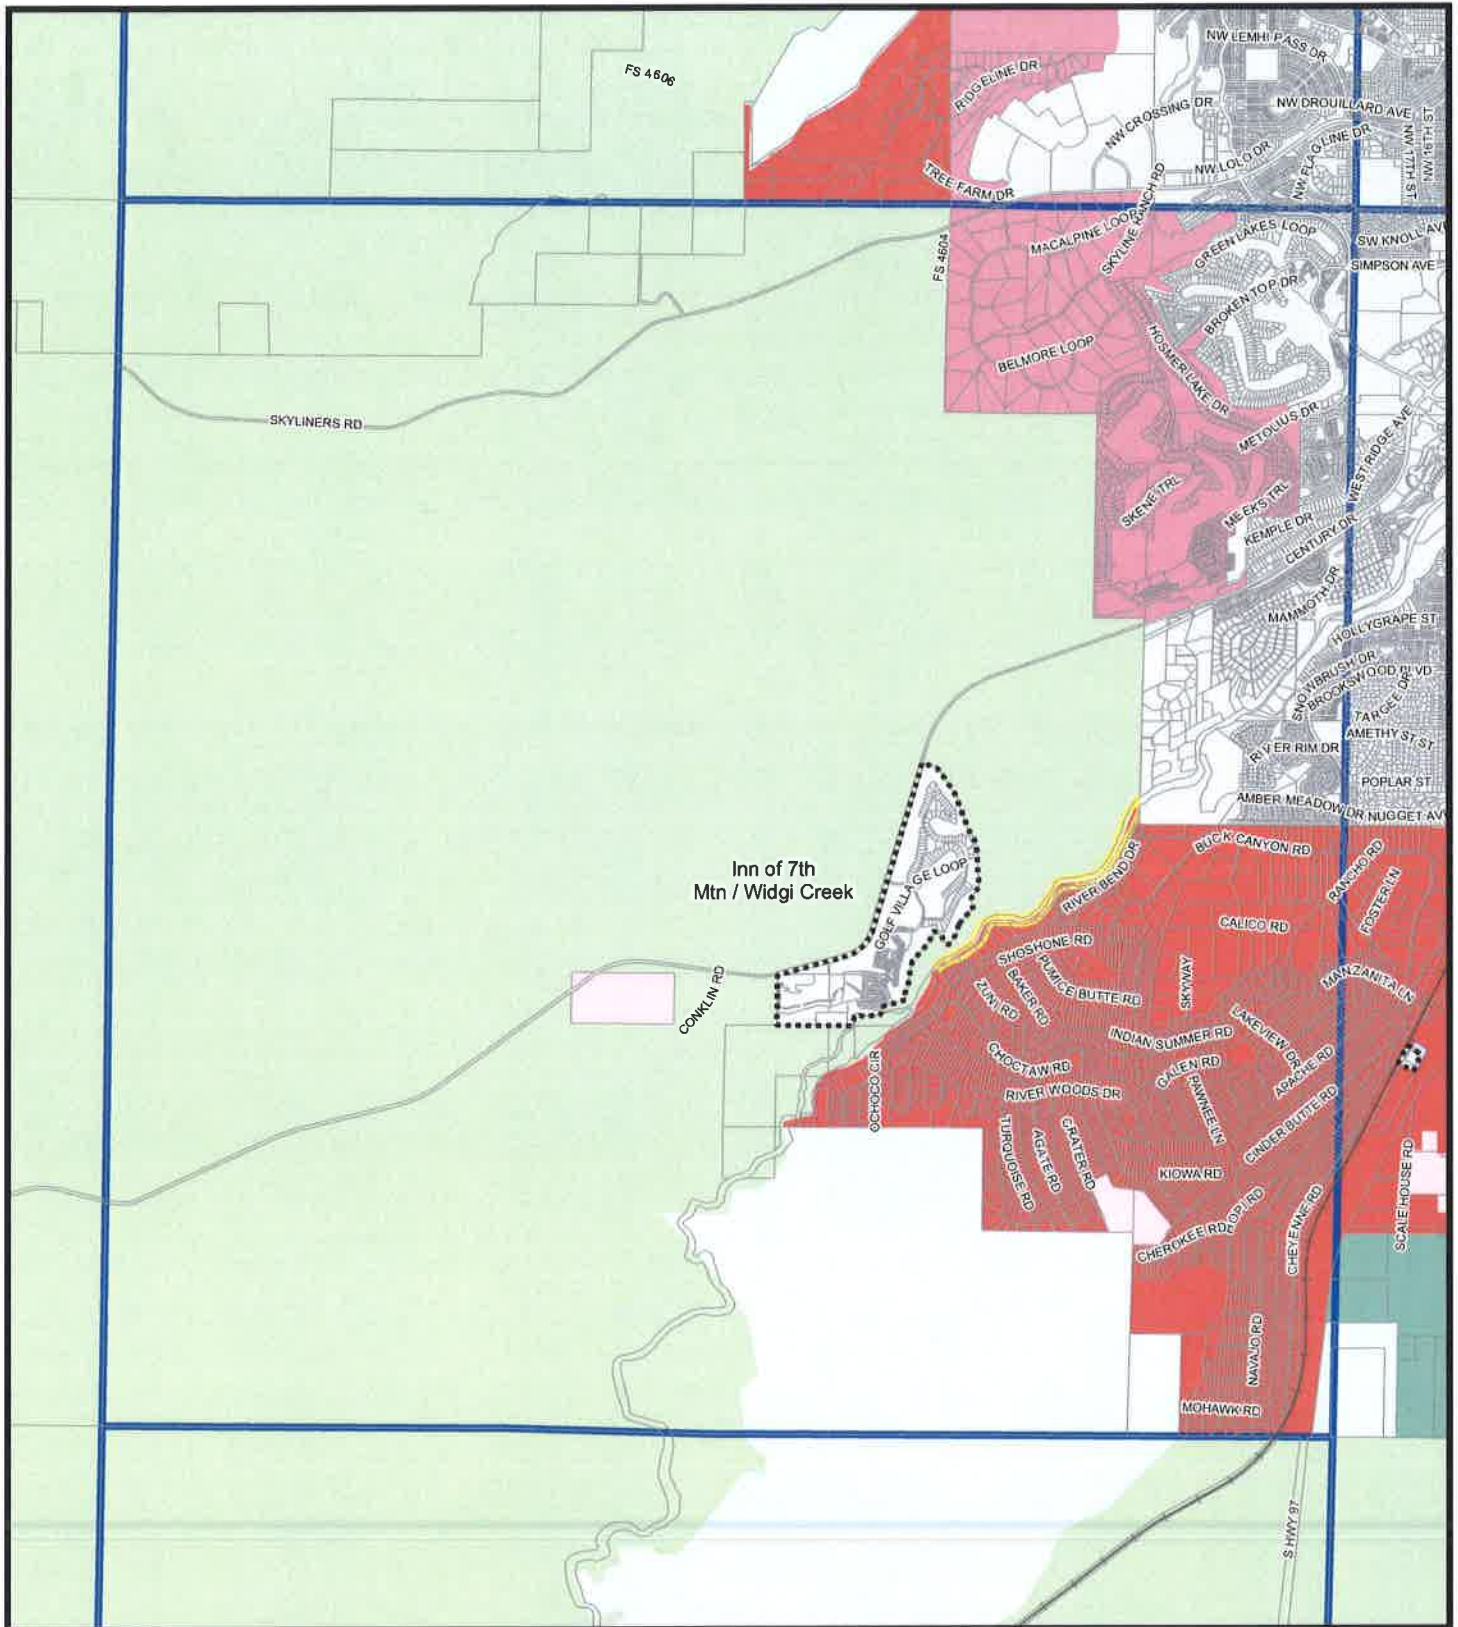 FS 4606
NW LEMHI PASS DR
RIDGELINE DR
NW CROSSING DR
NW DROUILLARD AVE
NW FLAGLINE DR
NW 17TH ST
NW 16TH ST
NW LOLO DR
TREE FARM DR
SKYLINE RANCH RD
MACALPINE LOOP
GREEN LAKES LOOP
SW KNOLL AVE
SIMPSON AVE
FS 4604
BROKEN TOP DR
BELMORE LOOP
HOSMER LAKE DR
SKYLINERS RD
METOLIUS DR
WEST RIDGE AVE
SKENE TRL
MEEKS TRL
KEMPLE DR
CENTURY DR
MAMMOTH DR
HOLLYGRAPE ST
SNOWBRUSH DR
BROOKSWOOD BLVD
TARGEE DR
AMETHYST ST
RIVER RIM DR
POPLAR ST
AMBER MEADOW DR
NUGGET AV
BUCK CANYON RD
RIVER BEND DR
RANCHO RD
FOSTER LN
Inn of 7th
Mtn / Widgi Creek
GOLF VILLAGE LOOP
CALICO RD
SHOSHONE RD
PUMICE BUTTE RD
BAKER RD
ZUNI RD
SKYWAY
MANZANITA LN
CONKLIN RD
INDIAN SUMMER RD
LAKEVIEW DR
CHOCTAW RD
GALEN RD
APACHE RD
RIVER WOODS DR
PAWNEE LN
CINDER BUTTE RD
OCHOCO CIR
TURQUOISE RD
AGATE RD
CRATER RD
KIOWA RD
SCALE HOUSE RD
CHEROKEE RD
HOPI RD
CHEYENNE RD
NAVAJO RD
MOHAWK RD
S HWY 97